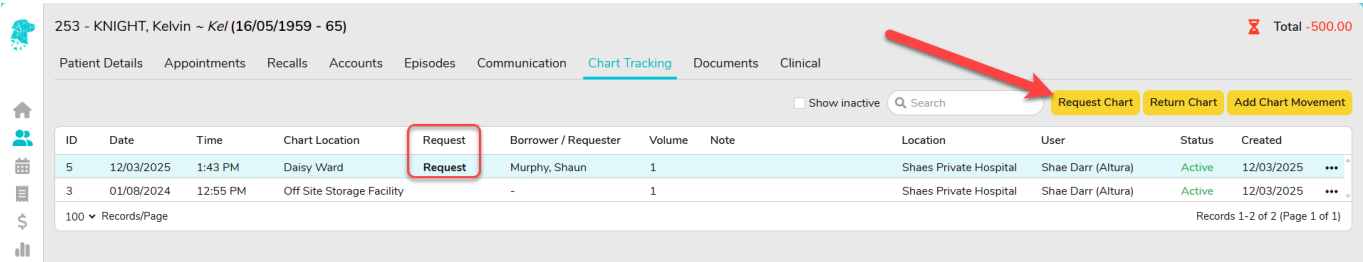 253 - KNIGHT, Kelvin ~ Kel (16/05/1959 - 65) Total -500.00
Patient Details Appointments Recalls Accounts Episodes Communication Chart Tracking Documents Clinical
Show inactive Search Request Chart Return Chart Add Chart Movement
ID Date Time Chart Location Request Borrower / Requester Volume Note Location User Status Created
5 12/03/2025 1:43 PM Daisy Ward Request Murphy, Shaun 1 Shaes Private Hospital Shae Darr (Altura) Active 12/03/2025 •••
3 01/08/2024 12:55 PM Off Site Storage Facility - 1 Shaes Private Hospital Shae Darr (Altura) Active 12/03/2025 •••
100 Records/Page Records 1-2 of 2 (Page 1 of 1)